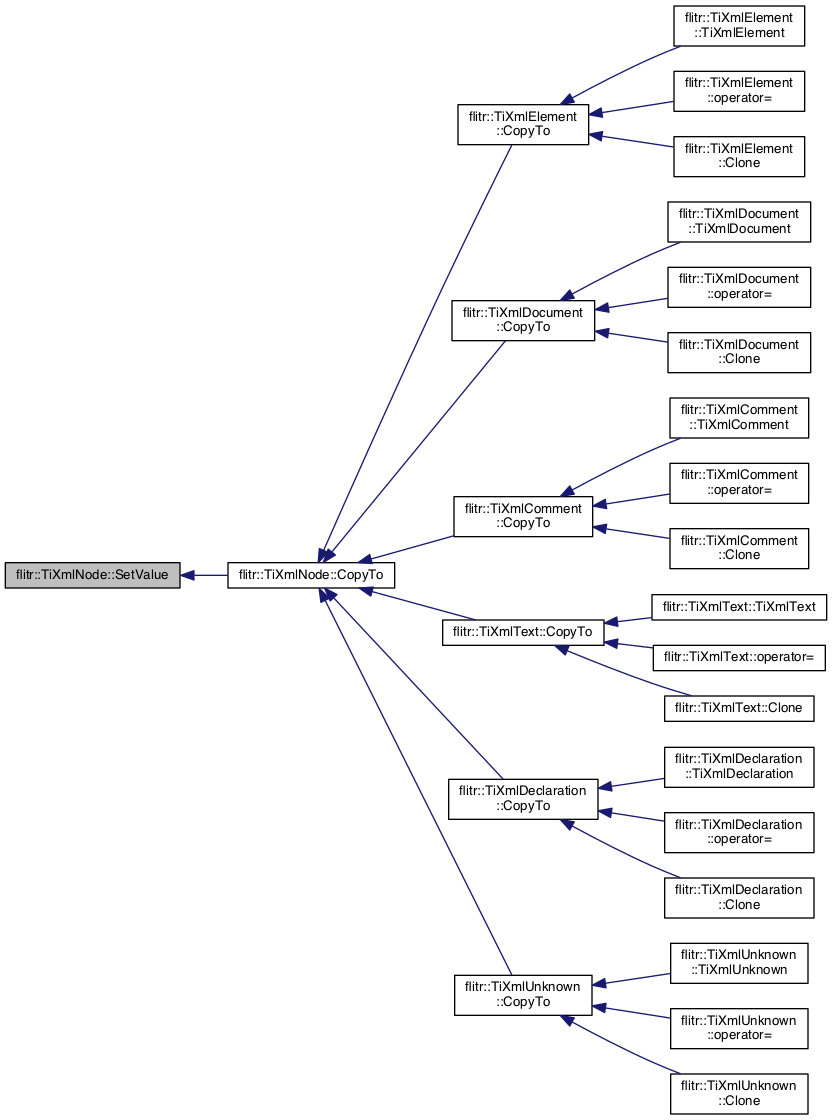 flitr::TiXmlNode::SetValue
flitr::TiXmlNode::CopyTo
flitr::TiXmlElement
::CopyTo
flitr::TiXmlElement
::TiXmlElement
flitr::TiXmlElement
::operator=
flitr::TiXmlElement
::Clone
flitr::TiXmlDocument
::CopyTo
flitr::TiXmlDocument
::TiXmlDocument
flitr::TiXmlDocument
::operator=
flitr::TiXmlDocument
::Clone
flitr::TiXmlComment
::CopyTo
flitr::TiXmlComment
::TiXmlComment
flitr::TiXmlComment
::operator=
flitr::TiXmlComment
::Clone
flitr::TiXmlText::CopyTo
flitr::TiXmlText::TiXmlText
flitr::TiXmlText::operator=
flitr::TiXmlText::Clone
flitr::TiXmlDeclaration
::CopyTo
flitr::TiXmlDeclaration
::TiXmlDeclaration
flitr::TiXmlDeclaration
::operator=
flitr::TiXmlDeclaration
::Clone
flitr::TiXmlUnknown
::CopyTo
flitr::TiXmlUnknown
::TiXmlUnknown
flitr::TiXmlUnknown
::operator=
flitr::TiXmlUnknown
::Clone